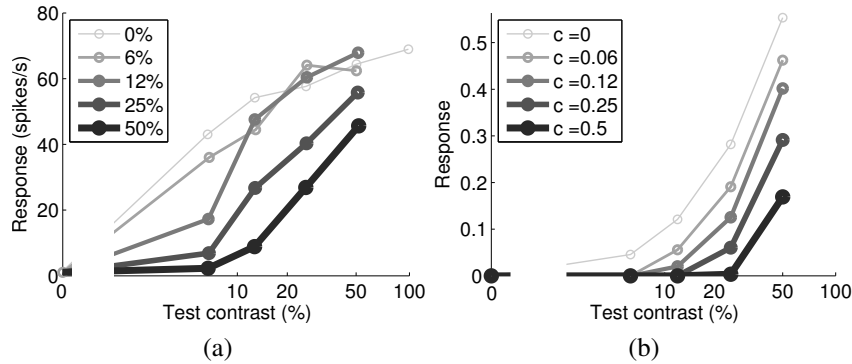 80
60
40
20
0
Response (spikes/s)
0%
6%
12%
25%
50%
0 10 20 50 100
Test contrast (%)
(a)
0.5
0.4
0.3
0.2
0.1
0
Response
c =0
c =0.06
c =0.12
c =0.25
c =0.5
0 10 20 50 100
Test contrast (%)
(b)